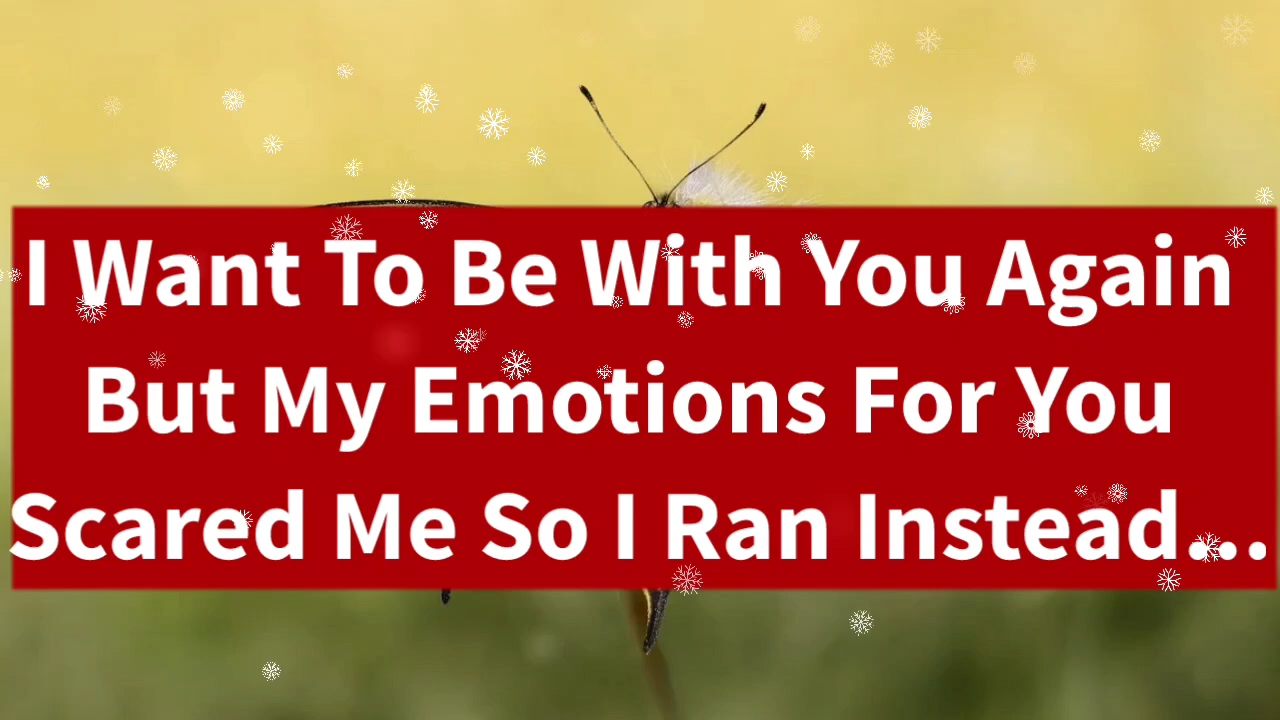 I Want To Be With You Again
But My Emotions For You
Scared Me So I Ran Instead...